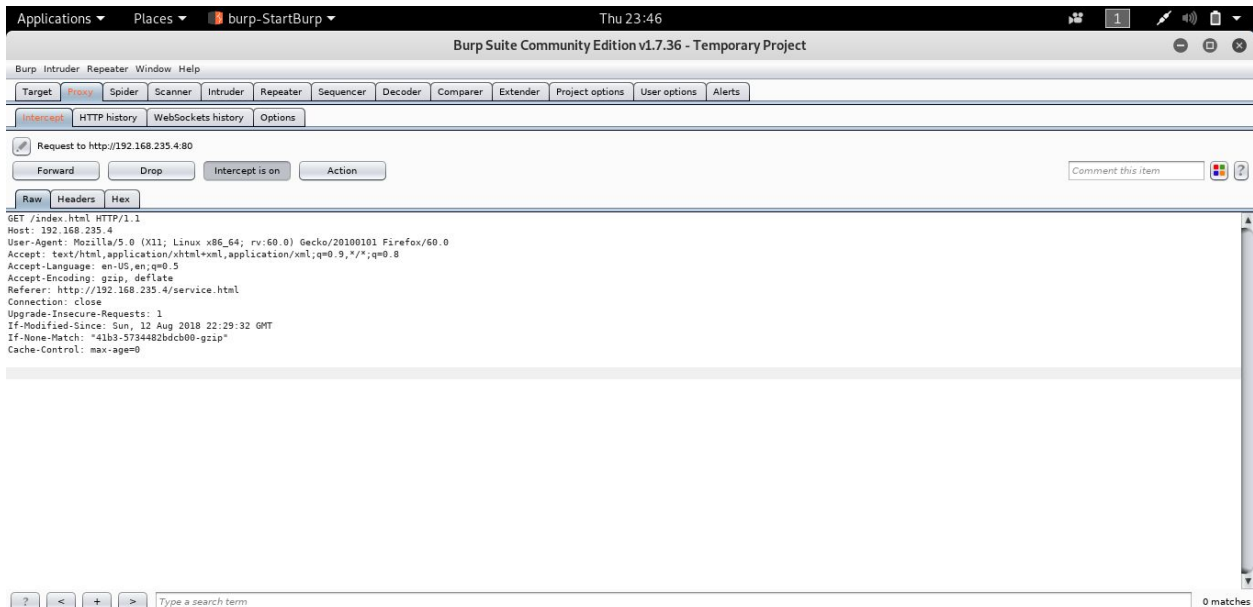 Applications Places burp-StartBurp Thu 23:46 1
Burp Suite Community Edition v1.7.36 - Temporary Project
Burp Intruder Repeater Window Help
Target Proxy Spider Scanner Intruder Repeater Sequencer Decoder Comparer Extender Project options User options Alerts
Intercept HTTP history WebSockets history Options
Request to http://192.168.235.4:80
Forward Drop Intercept is on Action Comment this item ?
Raw Headers Hex
GET /index.html HTTP/1.1
Host: 192.168.235.4
User-Agent: Mozilla/5.0 (X11; Linux x86_64; rv:60.0) Gecko/20100101 Firefox/60.0
Accept: text/html,application/xhtml+xml,application/xml;q=0.9,*/*;q=0.8
Accept-Language: en-US,en;q=0.5
Accept-Encoding: gzip, deflate
Referer: http://192.168.235.4/service.html
Connection: close
Upgrade-Insecure-Requests: 1
If-Modified-Since: Sun, 12 Aug 2018 22:29:32 GMT
If-None-Match: "41b3-5734482bdcb00-gzip"
Cache-Control: max-age=0
? < + > Type a search term 0 matches